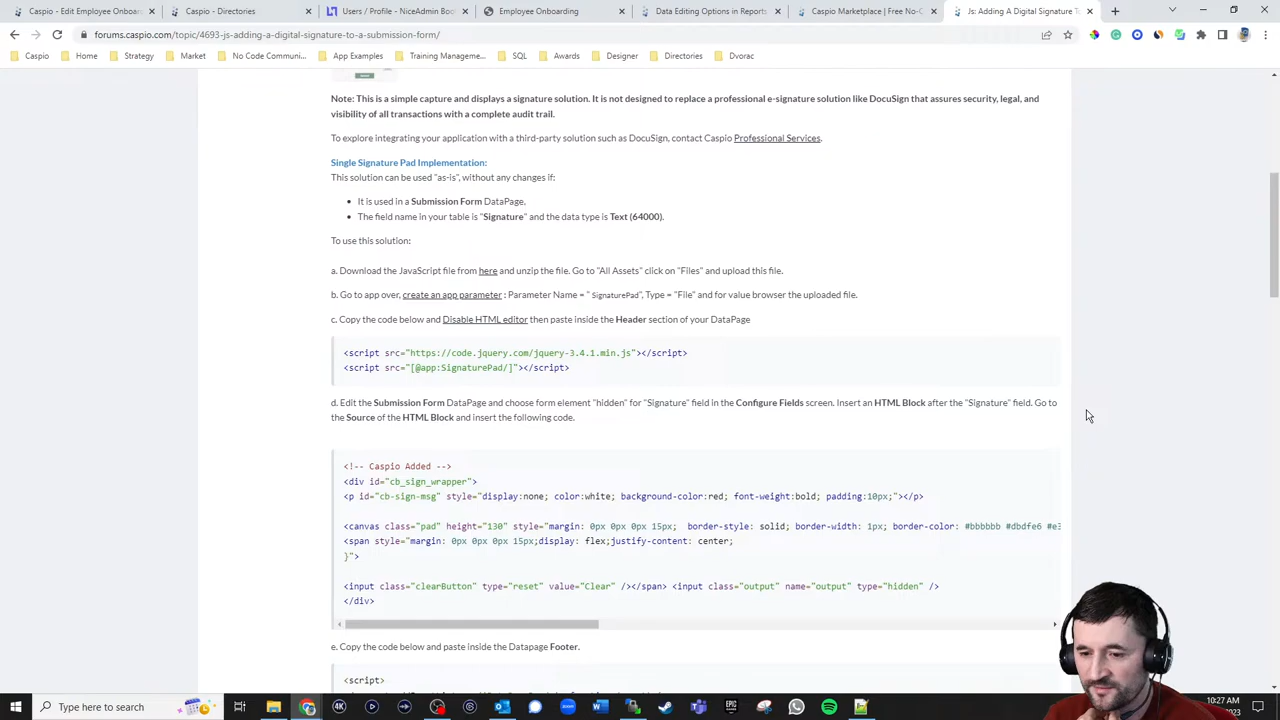 Caspio - Edit Employee Onboard
Caspio - Directories
Users / Profile - NiceAdmin Boo
Employee Onboarding
Data Editing Options in Reports
Caspio Marketplace | Free No-C
Js: Adding A Digital Signature To
forums.caspio.com/topic/4693-js-adding-a-digital-signature-to-a-submission-form/
Caspio
Home
Strategy
Market
No Code Communi...
App Examples
Training Manageme...
SQL
Awards
Designer
Directories
Dvorac
Note: This is a simple capture and displays a signature solution. It is not designed to replace a professional e-signature solution like DocuSign that assures security, legal, and
visibility of all transactions with a complete audit trail.
To explore integrating your application with a third-party solution such as DocuSign, contact Caspio Professional Services.
Single Signature Pad Implementation:
This solution can be used "as-is", without any changes if:
It is used in a Submission Form DataPage.
The field name in your table is "Signature" and the data type is Text (64000).
To use this solution:
a. Download the JavaScript file from here and unzip the file. Go to "All Assets" click on "Files" and upload this file.
b. Go to app over, create an app parameter : Parameter Name = " SignaturePad", Type = "File" and for value browser the uploaded file.
c. Copy the code below and Disable HTML editor then paste inside the Header section of your DataPage
<script src="https://code.jquery.com/jquery-3.4.1.min.js"></script>
<script src="[@app:SignaturePad/]"></script>
d. Edit the Submission Form DataPage and choose form element "hidden" for "Signature" field in the Configure Fields screen. Insert an HTML Block after the "Signature" field. Go to
the Source of the HTML Block and insert the following code.
<!-- Caspio Added -->
<div id="cb_sign_wrapper">
<p id="cb-sign-msg" style="display:none; color:white; background-color:red; font-weight:bold; padding:10px;"></p>
<canvas class="pad" height="130" style="margin: 0px 0px 0px 15px;  border-style: solid; border-width: 1px; border-color: #bbbbbb #dbdfe6 #e3
<span style="margin: 0px 0px 0px 15px;display: flex;justify-content: center;
}">
<input class="clearButton" type="reset" value="Clear" /></span> <input class="output" name="output" type="hidden" />
</div>
e. Copy the code below and paste inside the Datapage Footer.
<script>
Type here to search
10:27 AM